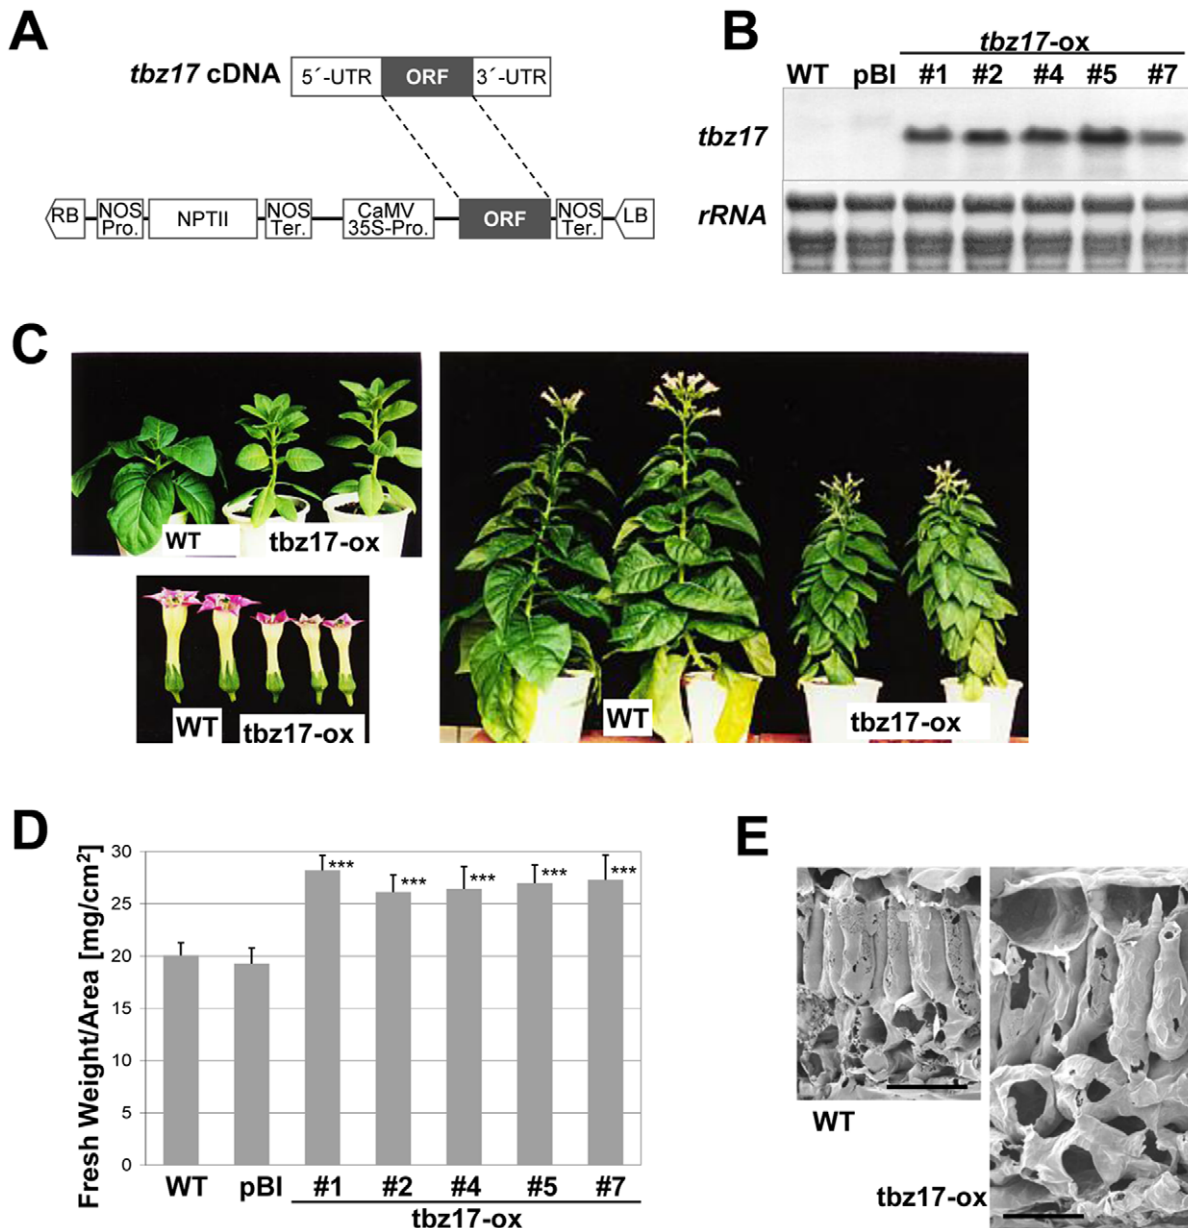 A
tbz17 cDNA
5´-UTR ORF 3´-UTR
RB NOS Pro. NPTII NOS Ter. CaMV 35S-Pro. ORF NOS Ter. LB
B
tbz17-ox
WT pBI #1 #2 #4 #5 #7
tbz17
rRNA
C
WT tbz17-ox
WT tbz17-ox
WT tbz17-ox
D
Fresh Weight/Area [mg/cm²]
30
25
20
15
10
5
0
*** *** *** *** ***
WT pBI #1 #2 #4 #5 #7
tbz17-ox
E
WT
tbz17-ox